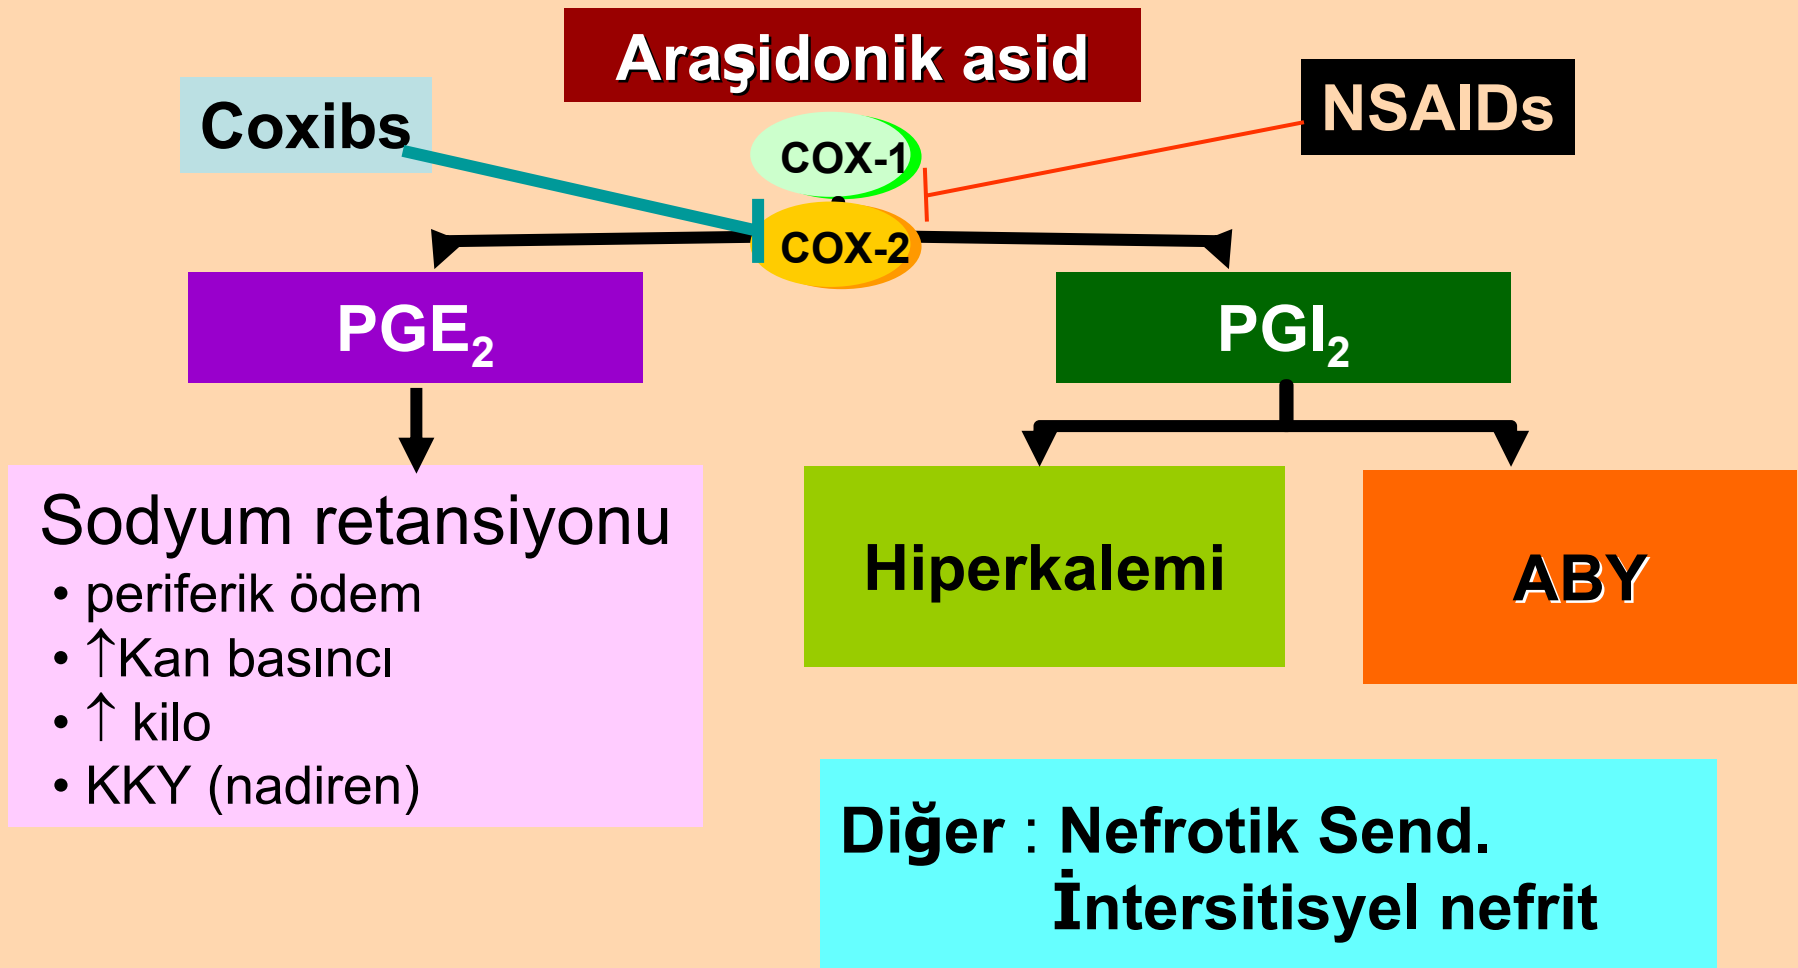 Araşidonik asid
Coxibs
NSAIDs
COX-1
COX-2
PGE₂
PGI₂
Sodyum retansiyonu
• periferik ödem
• ↑Kan basıncı
• ↑ kilo
• KKY (nadiren)
Hiperkalemi
ABY
Diğer : Nefrotik Send.
İntersitisyel nefrit